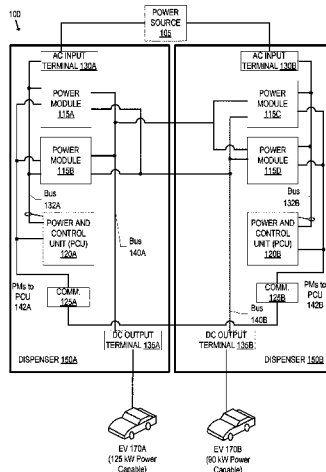 100
POWER
SOURCE
105
AC INPUT
TERMINAL 130A
POWER
MODULE
115A
POWER
MODULE
115B
Bus
132A
POWER AND
CONTROL
UNIT (PCU)
120A
Bus
140A
PMs to
PCU
142A
COMM.
125A
DC OUTPUT
TERMINAL 135A
DISPENSER 150A
AC INPUT
TERMINAL 130B
POWER
MODULE
115C
POWER
MODULE
115D
Bus
132B
POWER AND
CONTROL
UNIT (PCU)
120B
COMM.
125B
PMs to
PCU
142B
Bus
140B
DC OUTPUT
TERMINAL 135B
DISPENSER 150B
EV 170A
(125 kW Power
Capable)
EV 170B
(90 kW Power
Capable)